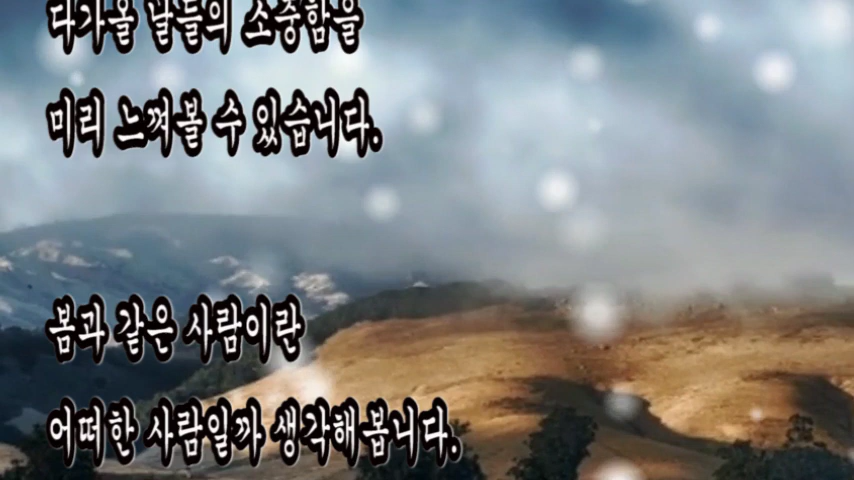 다가올 날들의 소중함을
미리 느껴볼 수 있습니다.
봄과 같은 사람이란
어떠한 사람일까 생각해 봅니다.